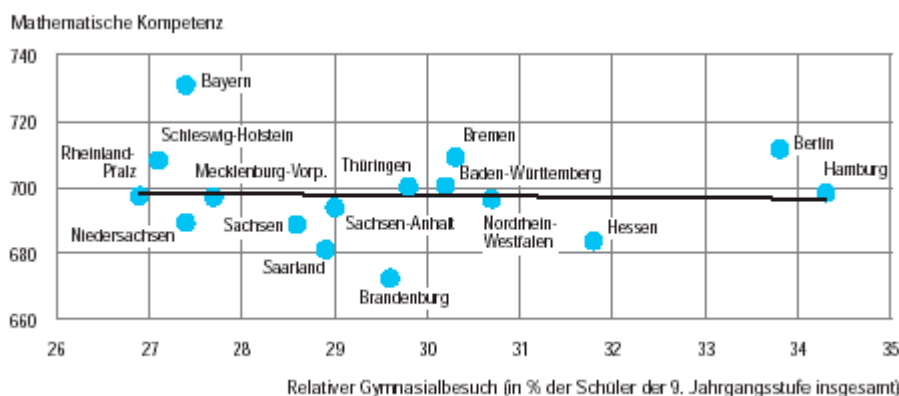 Mathematische Kompetenz
740
720
700
680
660
Bayern
Schleswig-Holstein
Rheinland-
Pfalz
Mecklenburg-Vorp.
Thüringen
Bremen
Baden-Württemberg
Berlin
Hamburg
Niedersachsen
Sachsen
Sachsen-Anhalt
Nordrhein-
Westfalen
Hessen
Saarland
Brandenburg
26 27 28 29 30 31 32 33 34 35
Relativer Gymnasialbesuch (in % der Schüler der 9. Jahrgangsstufe insgesamt)